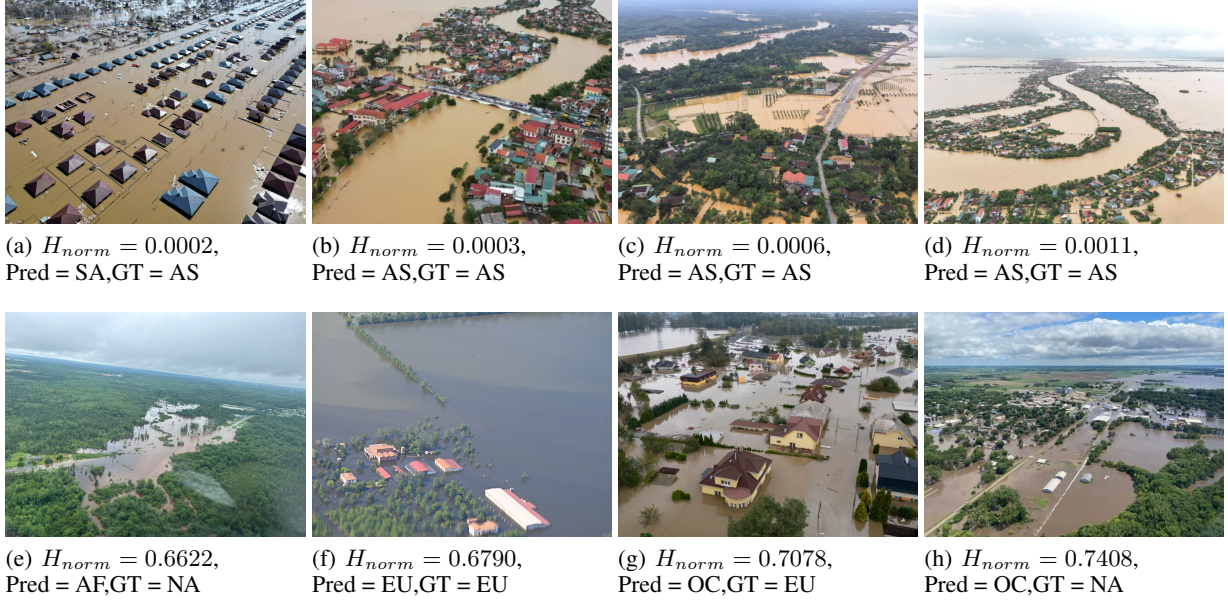 (a) H_norm = 0.0002,
Pred = SA,GT = AS
(b) H_norm = 0.0003,
Pred = AS,GT = AS
(c) H_norm = 0.0006,
Pred = AS,GT = AS
(d) H_norm = 0.0011,
Pred = AS,GT = AS
(e) H_norm = 0.6622,
Pred = AF,GT = NA
(f) H_norm = 0.6790,
Pred = EU,GT = EU
(g) H_norm = 0.7078,
Pred = OC,GT = EU
(h) H_norm = 0.7408,
Pred = OC,GT = NA